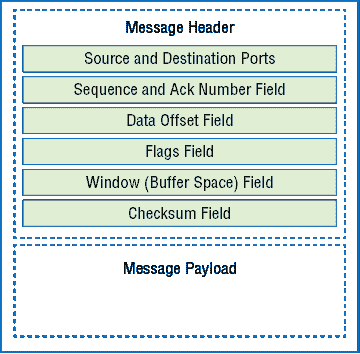 Message Header
Source and Destination Ports
Sequence and Ack Number Field
Data Offset Field
Flags Field
Window (Buffer Space) Field
Checksum Field
Message Payload